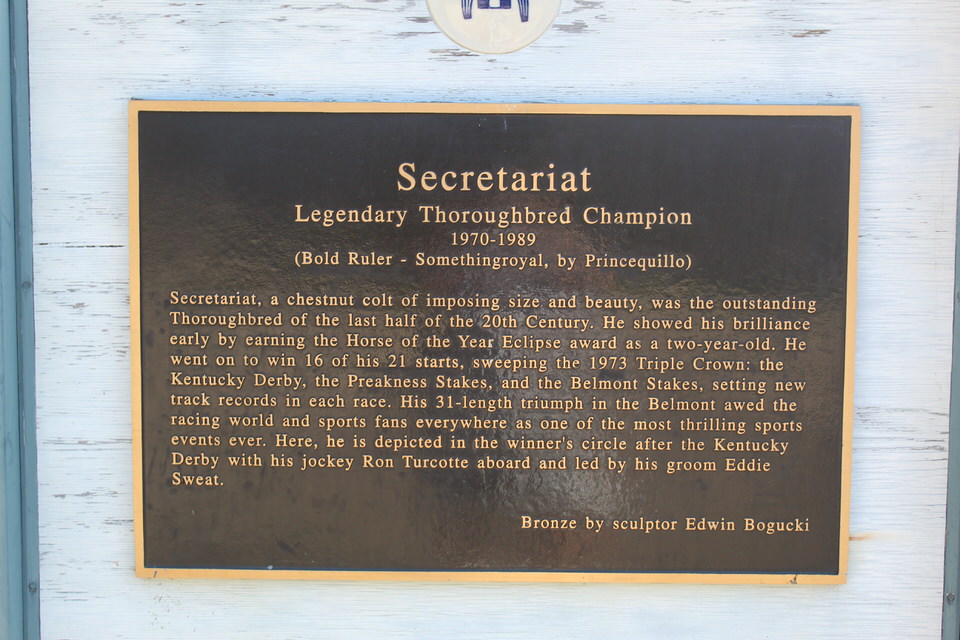 Secretariat
Legendary Thoroughbred Champion
1970-1989
(Bold Ruler - Somethingroyal, by Princequillo)
Secretariat, a chestnut colt of imposing size and beauty, was the outstanding
Thoroughbred of the last half of the 20th Century. He showed his brilliance
early by earning the Horse of the Year Eclipse award as a two-year-old. He
went on to win 16 of his 21 starts, sweeping the 1973 Triple Crown: the
Kentucky Derby, the Preakness Stakes, and the Belmont Stakes, setting new
track records in each race. His 31-length triumph in the Belmont awed the
racing world and sports fans everywhere as one of the most thrilling sports
events ever. Here, he is depicted in the winner's circle after the Kentucky
Derby with his jockey Ron Turcotte aboard and led by his groom Eddie
Sweat.
Bronze by sculptor Edwin Bogucki